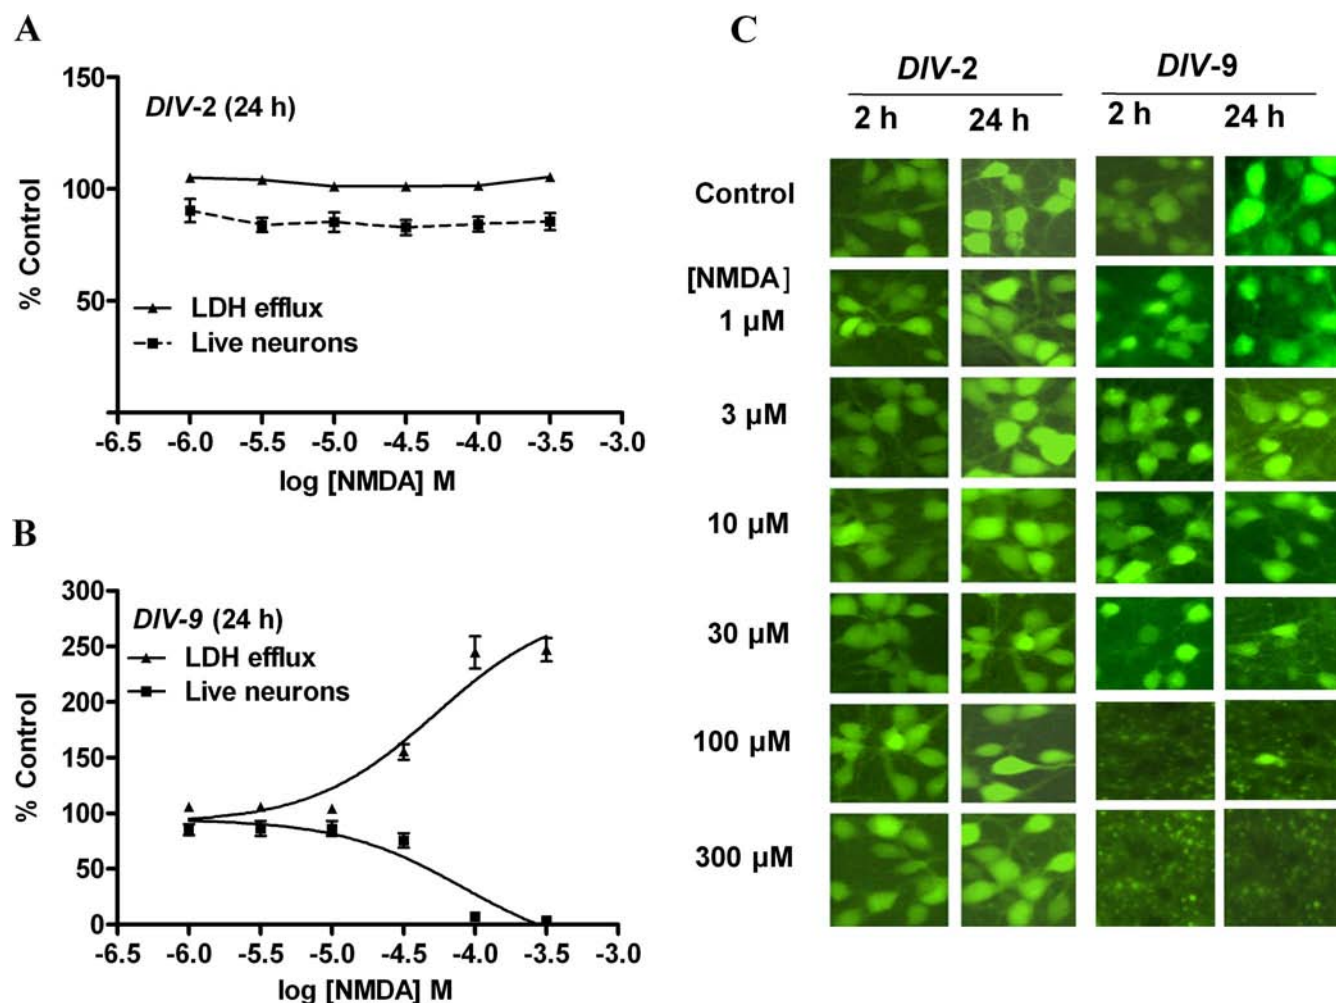 A
150
DIV-2 (24 h)
100
% Control
50
LDH efflux
Live neurons
-6.5 -6.0 -5.5 -5.0 -4.5 -4.0 -3.5 -3.0
log [NMDA] M
B
300
DIV-9 (24 h)
250
LDH efflux
Live neurons
200
% Control
150
100
50
0
-6.5 -6.0 -5.5 -5.0 -4.5 -4.0 -3.5 -3.0
log [NMDA] M
C
DIV-2 DIV-9
2 h 24 h 2 h 24 h
Control
[NMDA]
1 µM
3 µM
10 µM
30 µM
100 µM
300 µM